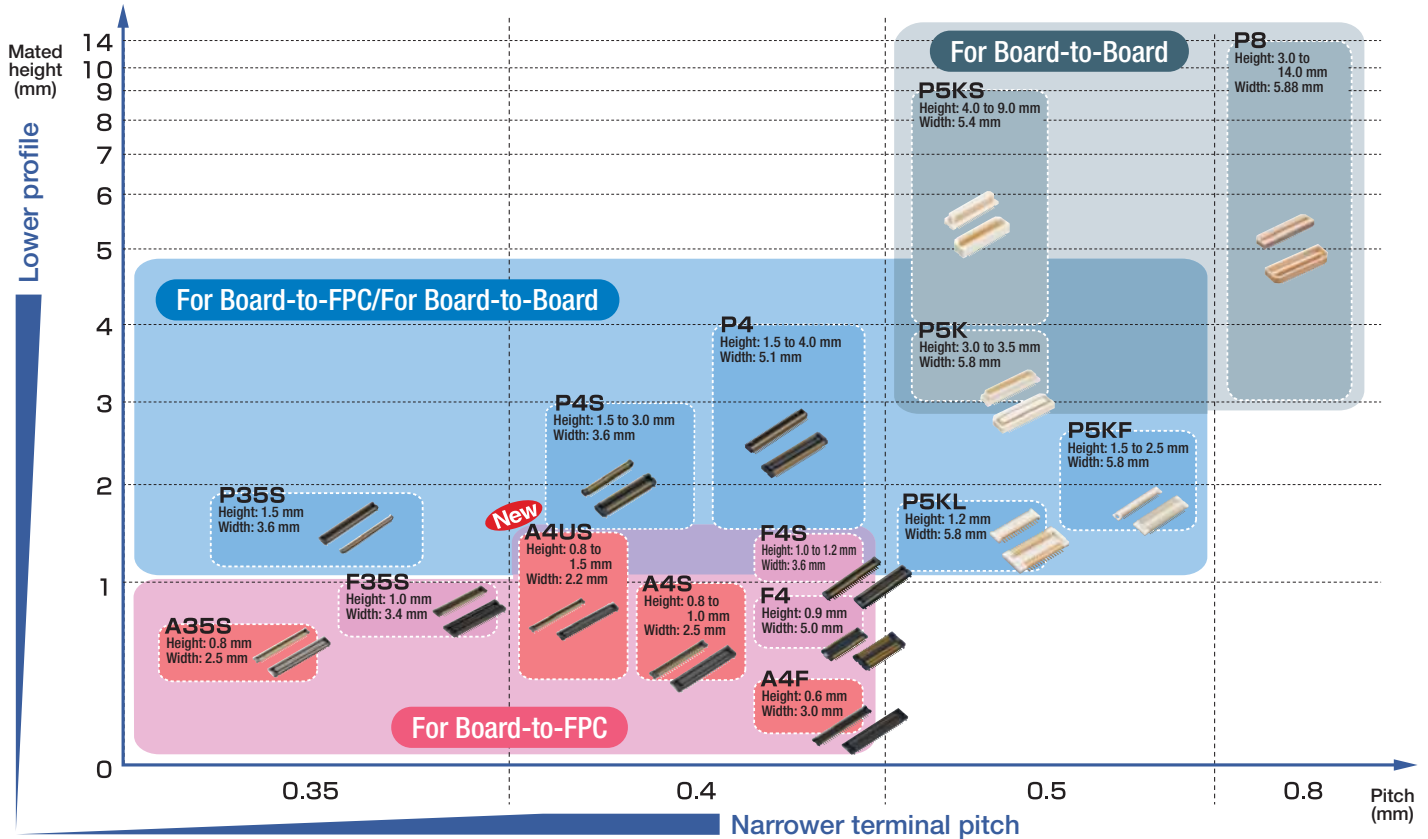 Mated
height
(mm)
Lower profile
14
10
9
8
7
6
5
4
3
2
1
0
For Board-to-Board
P8
Height: 3.0 to
14.0 mm
Width: 5.88 mm
P5KS
Height: 4.0 to 9.0 mm
Width: 5.4 mm
For Board-to-FPC/For Board-to-Board
P5K
Height: 3.0 to 3.5 mm
Width: 5.8 mm
P4
Height: 1.5 to 4.0 mm
Width: 5.1 mm
P4S
Height: 1.5 to 3.0 mm
Width: 3.6 mm
P5KF
Height: 1.5 to 2.5 mm
Width: 5.8 mm
P35S
Height: 1.5 mm
Width: 3.6 mm
P5KL
Height: 1.2 mm
Width: 5.8 mm
New
A4US
Height: 0.8 to
1.5 mm
Width: 2.2 mm
F4S
Height: 1.0 to 1.2 mm
Width: 3.6 mm
F35S
Height: 1.0 mm
Width: 3.4 mm
A4S
Height: 0.8 to
1.0 mm
Width: 2.5 mm
F4
Height: 0.9 mm
Width: 5.0 mm
A35S
Height: 0.8 mm
Width: 2.5 mm
A4F
Height: 0.6 mm
Width: 3.0 mm
For Board-to-FPC
0.35
0.4
0.5
0.8
Pitch
(mm)
Narrower terminal pitch